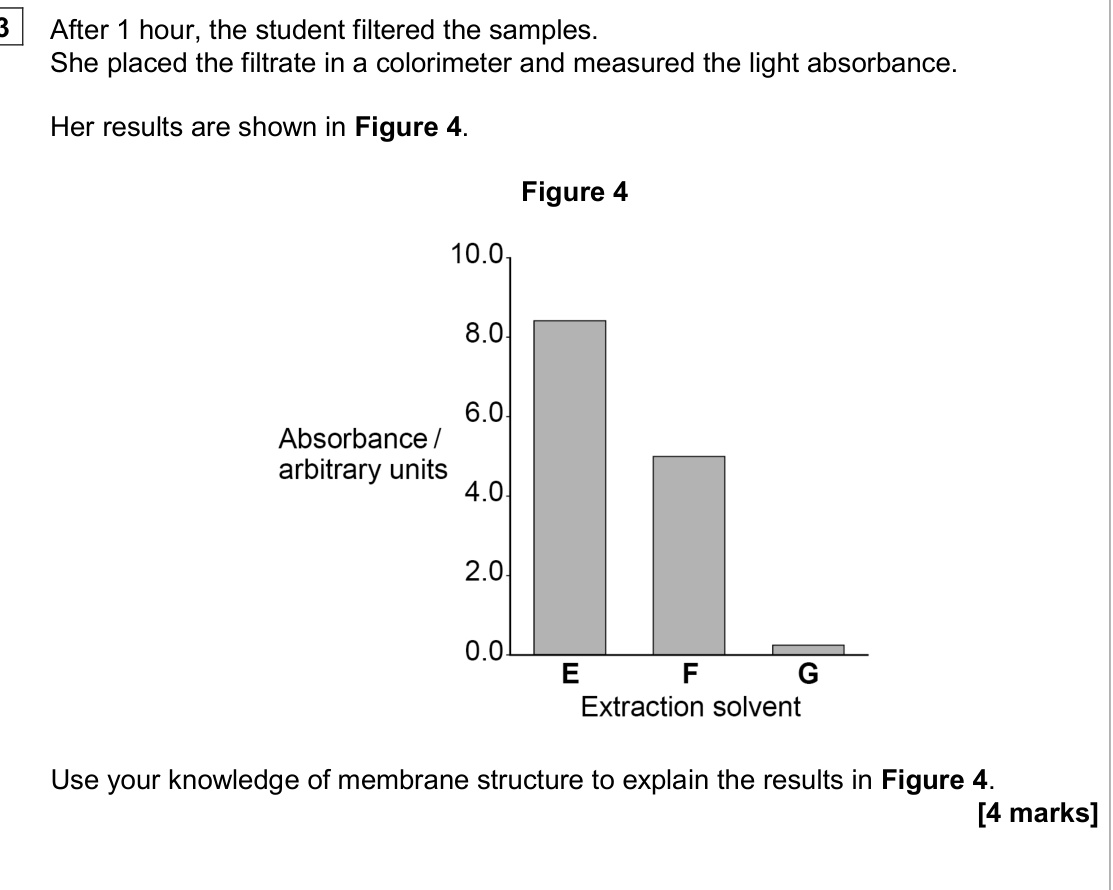 3
After 1 hour, the student filtered the samples.
She placed the filtrate in a colorimeter and measured the light absorbance.
Her results are shown in Figure 4.
Figure 4
10.0
8.0
6.0
Absorbance /
arbitrary units
4.0
2.0
0.0
E F G
Extraction solvent
Use your knowledge of membrane structure to explain the results in Figure 4.
[4 marks]